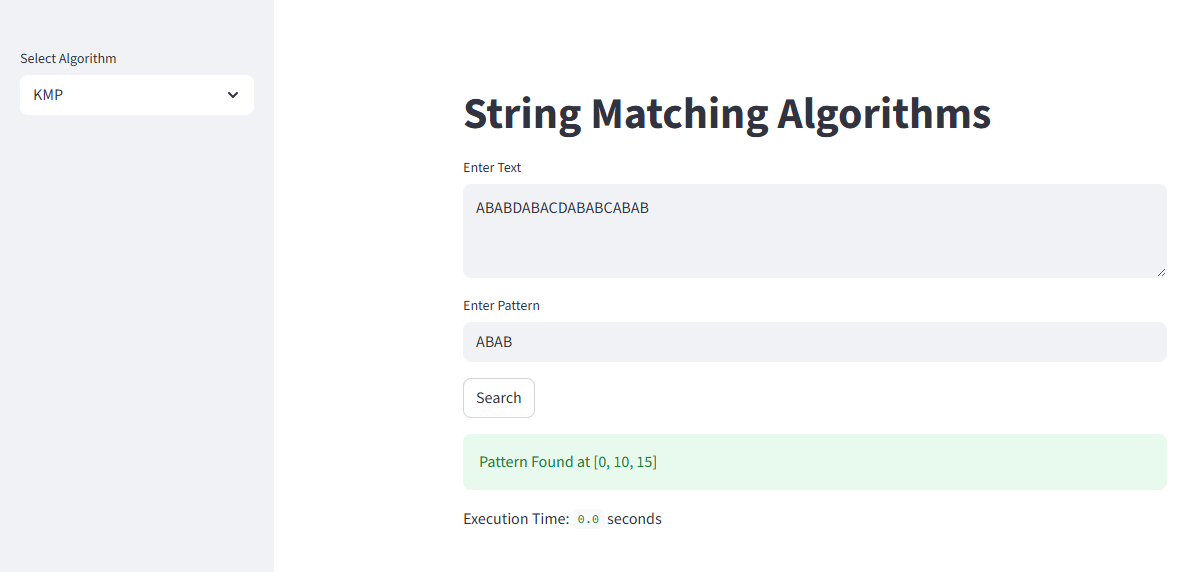 Select Algorithm
KMP
String Matching Algorithms
Enter Text
ABABDABACDABABCABAB
Enter Pattern
ABAB
Search
Pattern Found at [0, 10, 15]
Execution Time: 0.0 seconds